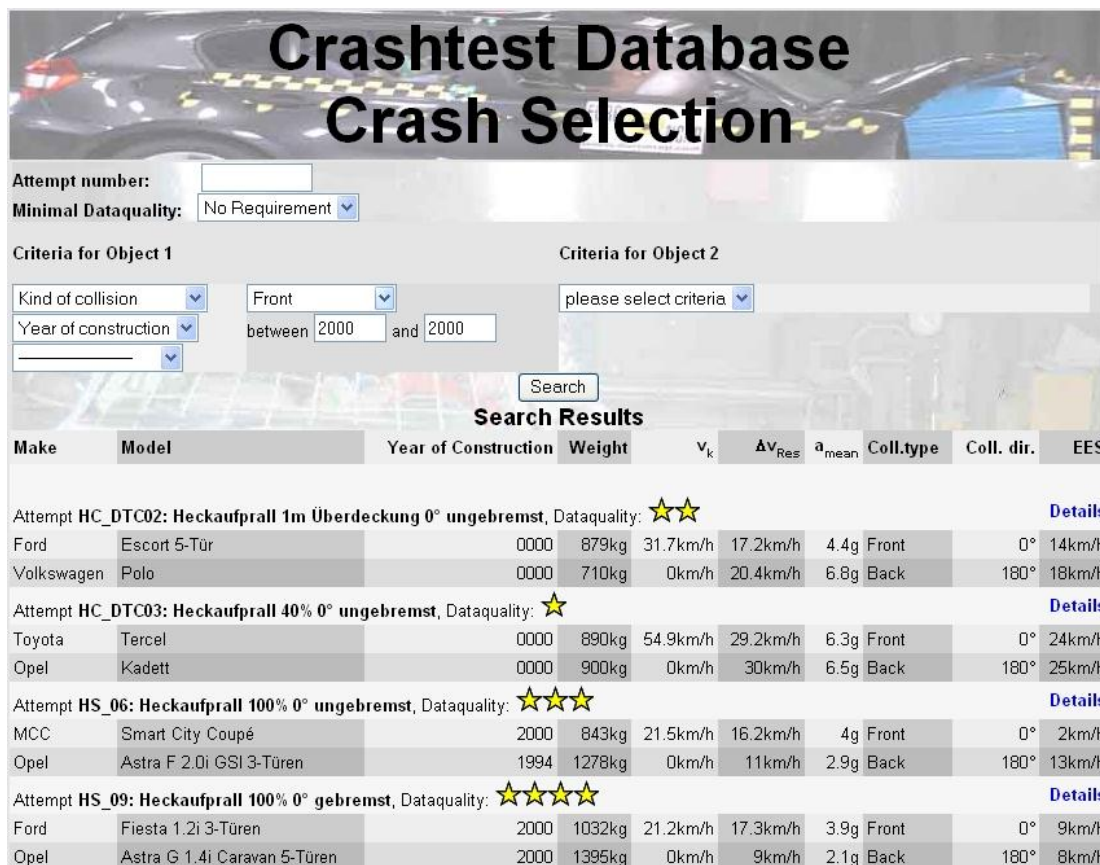 Crashtest Database
Crash Selection
Attempt number:
Minimal Dataquality: No Requirement
Criteria for Object 1 Criteria for Object 2
Kind of collision Front please select criteria
Year of construction between 2000 and 2000
Search
Search Results
Make Model Year of Construction Weight vk Δv Res a mean Coll.type Coll. dir. EES
Attempt HC_DTC02: Heckaufprall 1m Überdeckung 0° ungebremst, Dataquality: Details
Ford Escort 5-Tür 0000 879kg 31.7km/h 17.2km/h 4.4g Front 0° 14km/h
Volkswagen Polo 0000 710kg 0km/h 20.4km/h 6.8g Back 180° 18km/h
Attempt HC_DTC03: Heckaufprall 40% 0° ungebremst, Dataquality: Details
Toyota Tercel 0000 890kg 54.9km/h 29.2km/h 6.3g Front 0° 24km/h
Opel Kadett 0000 900kg 0km/h 30km/h 6.5g Back 180° 25km/h
Attempt HS_06: Heckaufprall 100% 0° ungebremst, Dataquality: Details
MCC Smart City Coupé 2000 843kg 21.5km/h 16.2km/h 4g Front 0° 2km/h
Opel Astra F 2.0i GSI 3-Türen 1994 1278kg 0km/h 11km/h 2.9g Back 180° 13km/h
Attempt HS_09: Heckaufprall 100% 0° gebremst, Dataquality: Details
Ford Fiesta 1.2i 3-Türen 2000 1032kg 21.2km/h 17.3km/h 3.9g Front 0° 9km/h
Opel Astra G 1.4i Caravan 5-Türen 2000 1395kg 0km/h 9km/h 2.1g Back 180° 8km/h